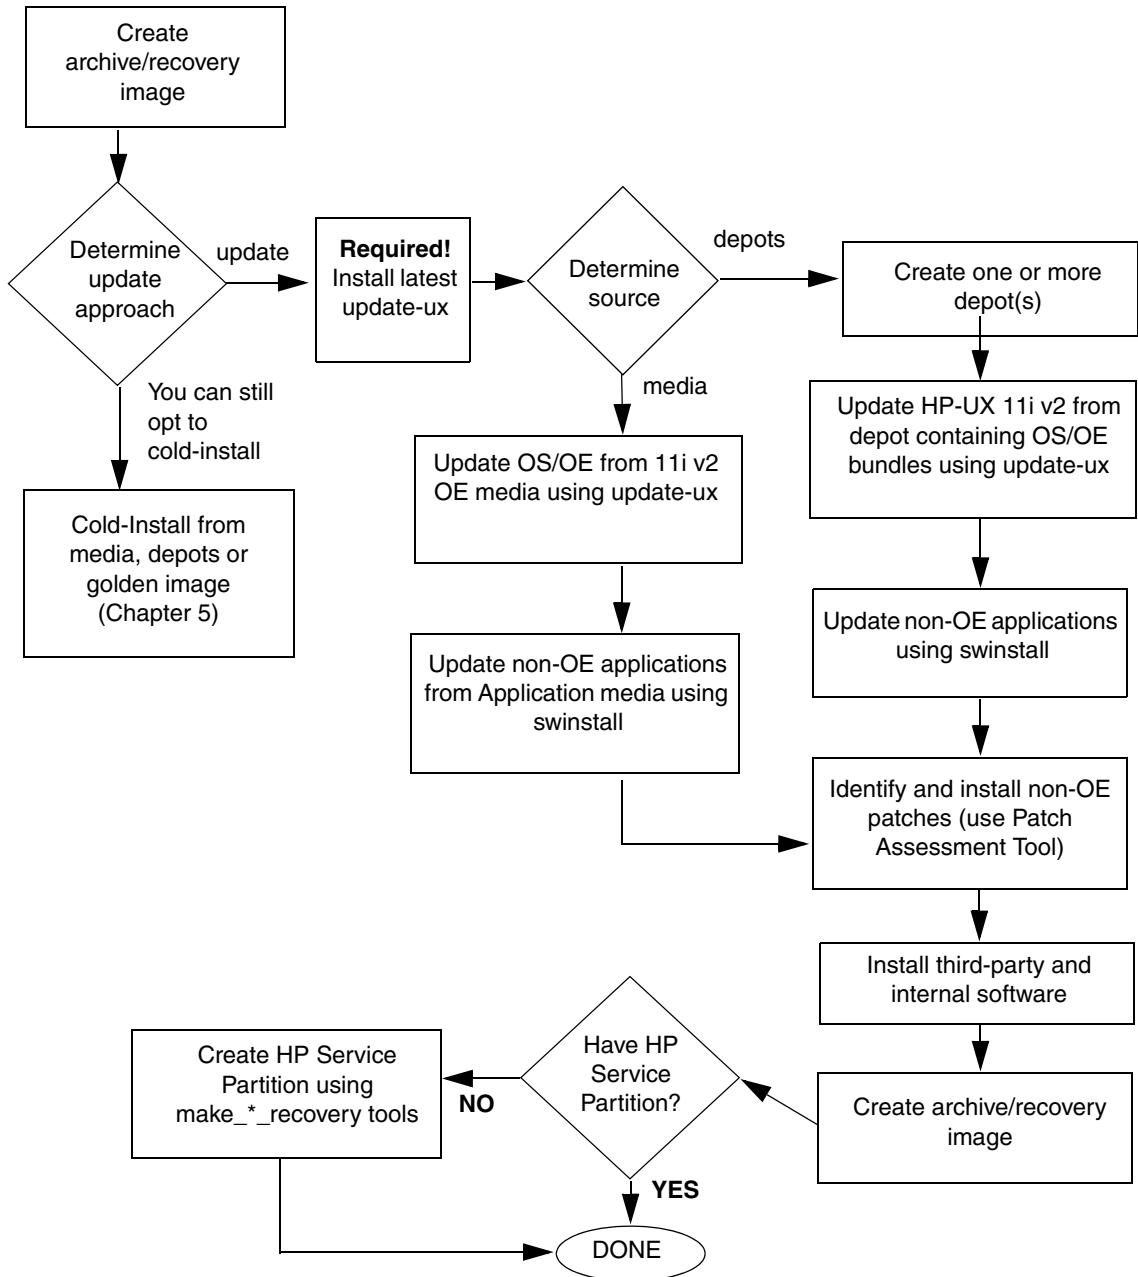 Create
archive/recovery
image
Determine
update
approach
update
Required!
Install latest
update-ux
Determine
source
depots
Create one or more
depot(s)
media
You can still
opt to
cold-install
Update HP-UX 11i v2 from
depot containing OS/OE
bundles using update-ux
Update OS/OE from 11i v2
OE media using update-ux
Cold-Install from
media, depots or
golden image
(Chapter 5)
Update non-OE applications
using swinstall
Update non-OE applications
from Application media using
swinstall
Identify and install non-OE
patches (use Patch
Assessment Tool)
Install third-party and
internal software
Create archive/recovery
image
Have HP
Service
Partition?
NO
Create HP Service
Partition using
make_*_recovery tools
YES
DONE